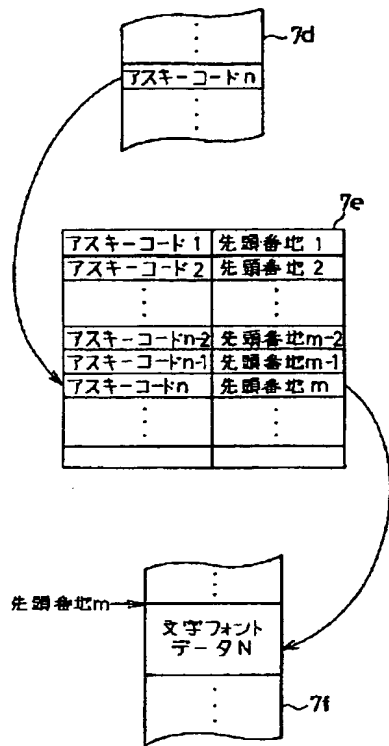 7d
アスキーコードn
7e
アスキーコード1 先頭番地1
アスキーコード2 先頭番地2
アスキーコードn-2 先頭番地m-2
アスキーコードn-1 先頭番地m-1
アスキーコードn 先頭番地m
先頭番地m
文字フォント
データN
7f